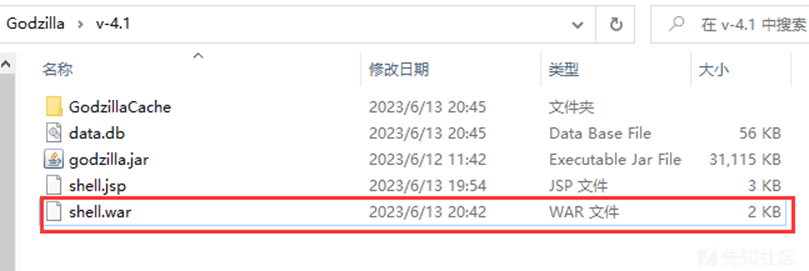 Godzilla › v-4.1 在 v-4.1 中搜索
名称 修改日期 类型 大小
GodzillaCache 2023/6/13 20:45 文件夹
data.db 2023/6/13 20:45 Data Base File 56 KB
godzilla.jar 2023/6/12 11:42 Executable Jar File 31,115 KB
shell.jsp 2023/6/13 19:54 JSP 文件 3 KB
shell.war 2023/6/13 20:42 WAR 文件 2 KB
先知社区